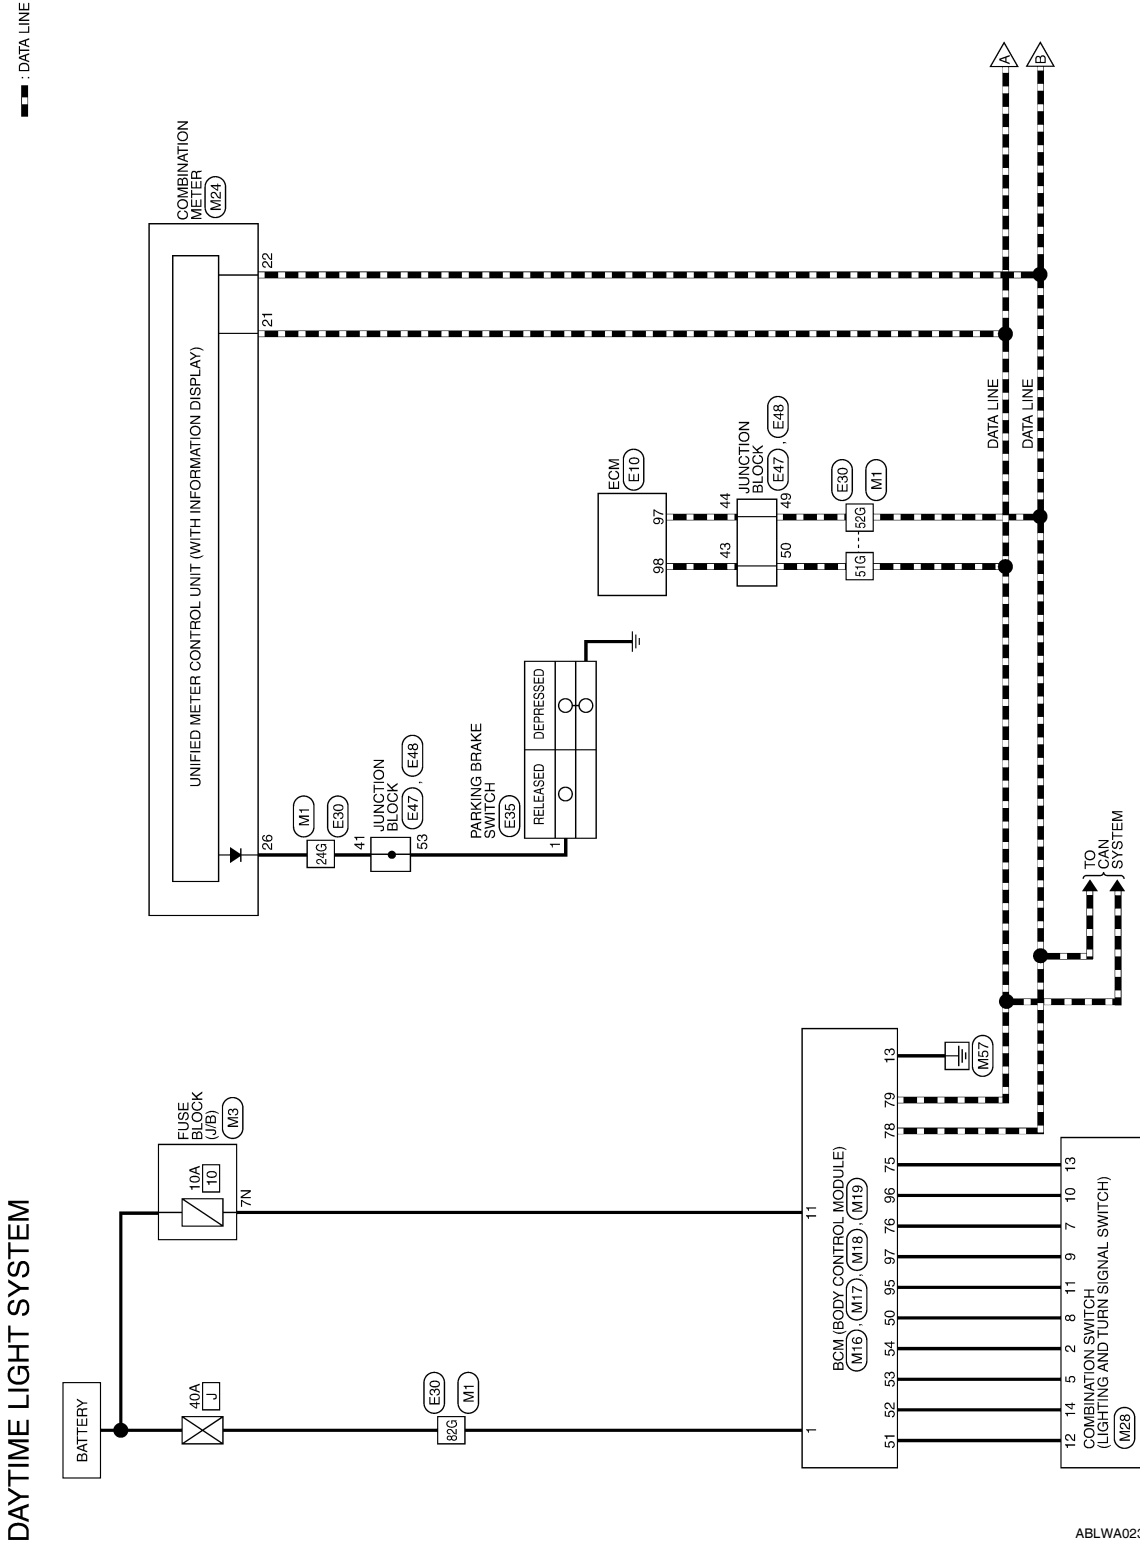 DAYTIME LIGHT SYSTEM
: DATA LINE
BATTERY
40A
J
E30
M1
82G
FUSE
BLOCK
(J/B)
M3
10A
10
7N
1
11
BCM (BODY CONTROL MODULE)
M16 , M17 , M18 , M19
51 52 53 54 50 95 97 76 96 75 78 79 13
M57
12 14 5 2 8 11 9 7 10 13
COMBINATION SWITCH
(LIGHTING AND TURN SIGNAL SWITCH)
M28
COMBINATION
METER
M24
UNIFIED METER CONTROL UNIT (WITH INFORMATION DISPLAY)
26
21
22
M1
E30
24G
41
JUNCTION
BLOCK
E47 , E48
53
PARKING BRAKE
SWITCH
E35
1
RELEASED
DEPRESSED
ECM
E10
98
97
43
44
JUNCTION
BLOCK
E47 , E48
50
49
E30
M1
51G
52G
DATA LINE
DATA LINE
A
B
TO
CAN
SYSTEM
ABLWA023